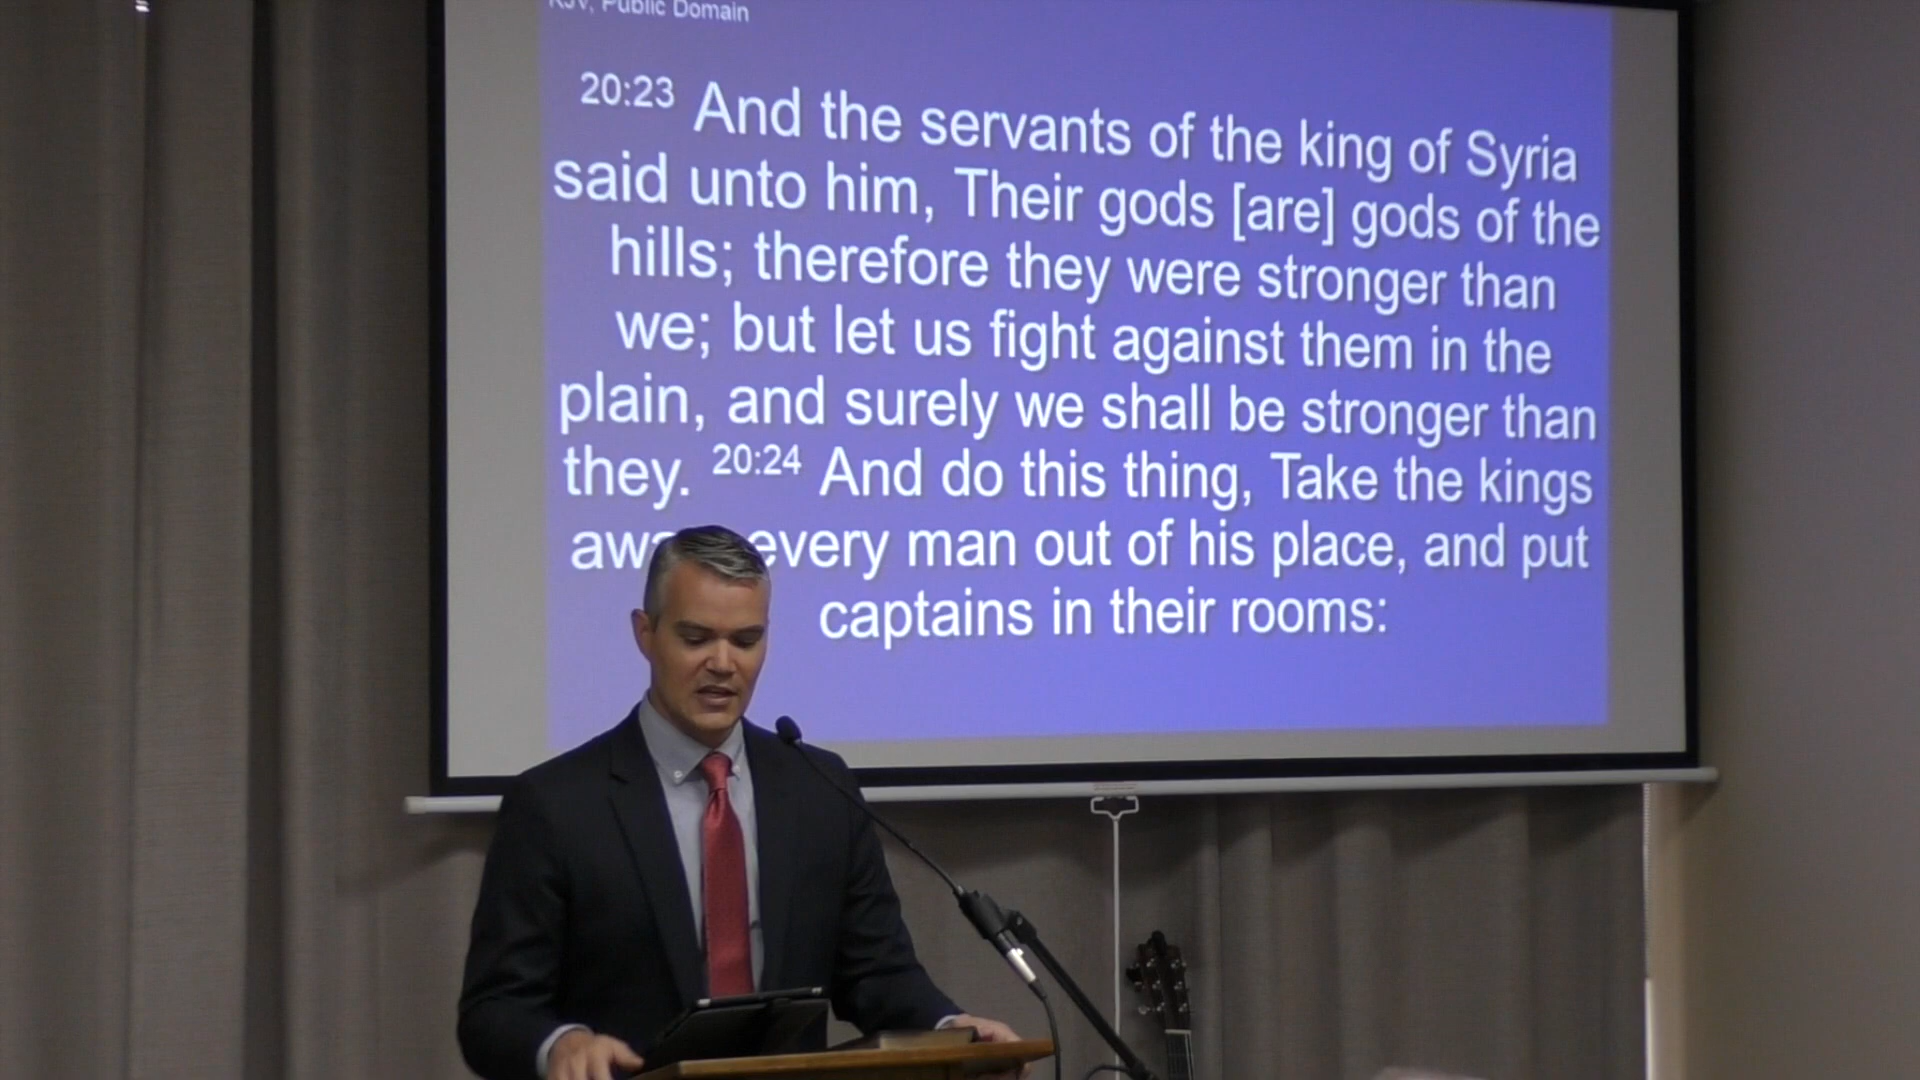 KJV, Public Domain
20:23 And the servants of the king of Syria
said unto him, Their gods [are] gods of the
hills; therefore they were stronger than
we; but let us fight against them in the
plain, and surely we shall be stronger than
they. 20:24 And do this thing, Take the kings
every man out of his place, and put
captains in their rooms: